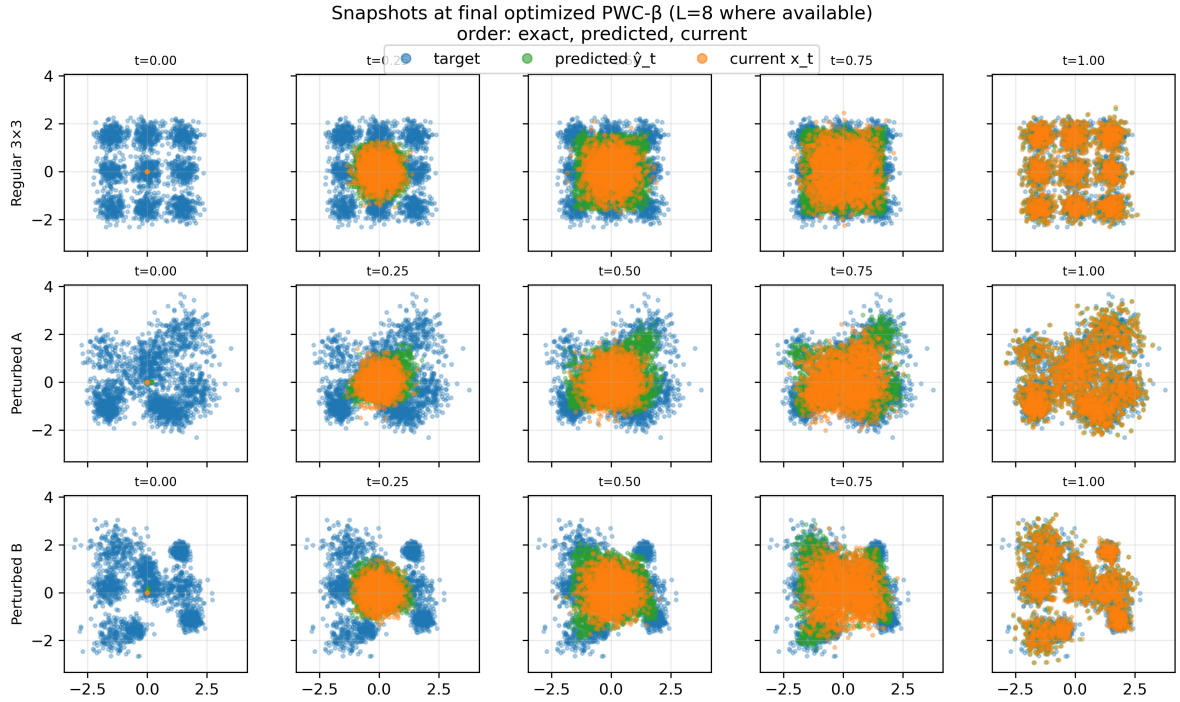 Snapshots at final optimized PWC-β (L=8 where available)
order: exact, predicted, current
target predicted ŷ_t current x_t
t=0.00 t=0.25 t=0.75 t=1.00
Regular 3×3
4
2
0
−2
t=0.00 t=0.25 t=0.50 t=0.75 t=1.00
Perturbed A
4
2
0
−2
t=0.00 t=0.25 t=0.50 t=0.75 t=1.00
Perturbed B
4
2
0
−2
−2.5 0.0 2.5 −2.5 0.0 2.5 −2.5 0.0 2.5 −2.5 0.0 2.5 −2.5 0.0 2.5